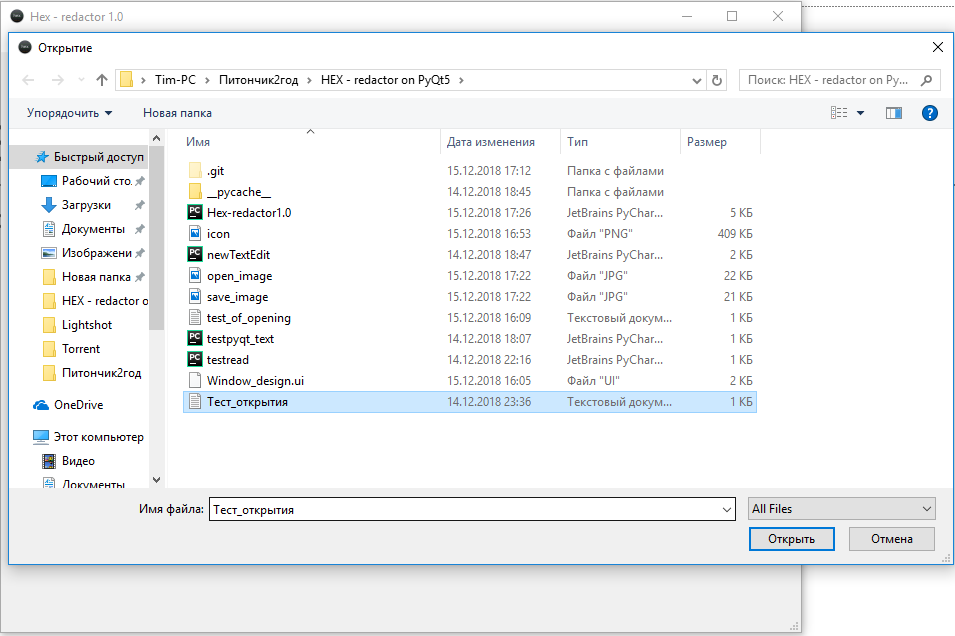 Hex - redactor 1.0
Открытие
Tim-PC > Питончик2год > HEX - redactor on PyQt5 >
Поиск: HEX - redactor on Py...
Упорядочить
Новая папка
Имя Дата изменения Тип Размер
Быстрый доступ
Рабочий сто.
Загрузки
Документы
Изображени
Новая папка
HEX - redactor o
Lightshot
Torrent
Питончик2год
OneDrive
Этот компьютер
Видео
Документы
.git 15.12.2018 17:12 Папка с файлами
__pycache__ 14.12.2018 18:45 Папка с файлами
Hex-redactor1.0 15.12.2018 17:26 JetBrains PyChar... 5 КБ
icon 15.12.2018 16:53 Файл "PNG" 409 КБ
newTextEdit 14.12.2018 18:47 JetBrains PyChar... 2 КБ
open_image 15.12.2018 17:22 Файл "JPG" 22 КБ
save_image 15.12.2018 17:22 Файл "JPG" 21 КБ
test_of_opening 15.12.2018 16:09 Текстовый докум... 1 КБ
testpyqt_text 14.12.2018 18:07 JetBrains PyChar... 1 КБ
testread 14.12.2018 22:16 JetBrains PyChar... 1 КБ
Window_design.ui 15.12.2018 16:05 Файл "UI" 2 КБ
Тест_открытия 14.12.2018 23:36 Текстовый докум... 1 КБ
Имя файла: Тест_открытия All Files
Открыть Отмена